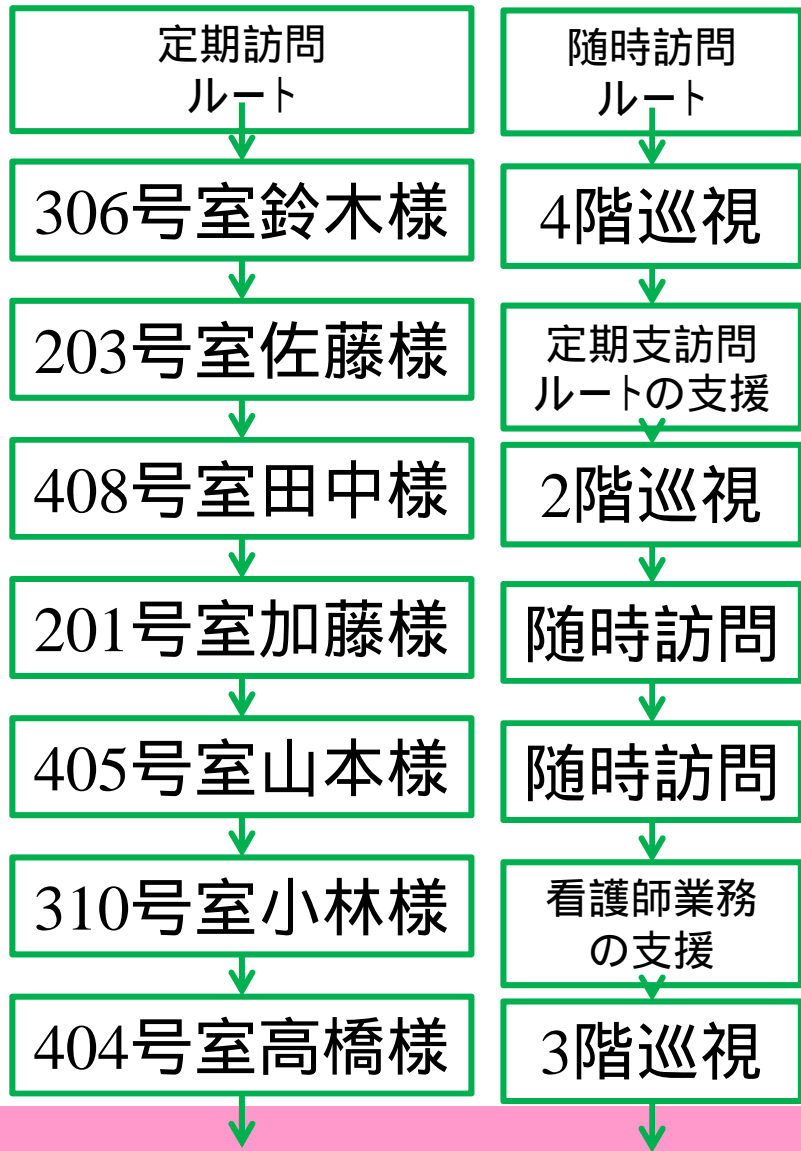 定期訪問
ルート
306号室鈴木様
203号室佐藤様
408号室田中様
201号室加藤様
405号室山本様
310号室小林様
404号室高橋様
随時訪問
ルート
4階巡視
定期支訪問
ルートの支援
2階巡視
随時訪問
随時訪問
看護師業務
の支援
3階巡視